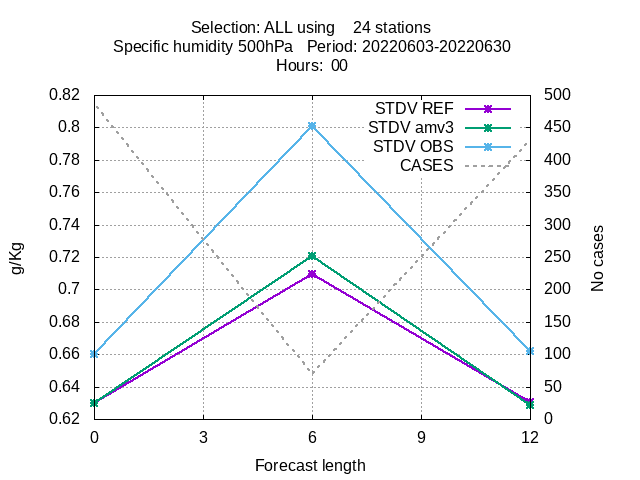 Selection: ALL using    24 stations
Specific humidity 500hPa   Period: 20220603-20220630
Hours:  00
0.82
0.8
0.78
0.76
0.74
0.72
0.7
0.68
0.66
0.64
0.62
g/Kg
STDV REF
STDV amv3
STDV OBS
CASES
500
450
400
350
300
250
200
150
100
50
0
No cases
0 3 6 9 12
Forecast length